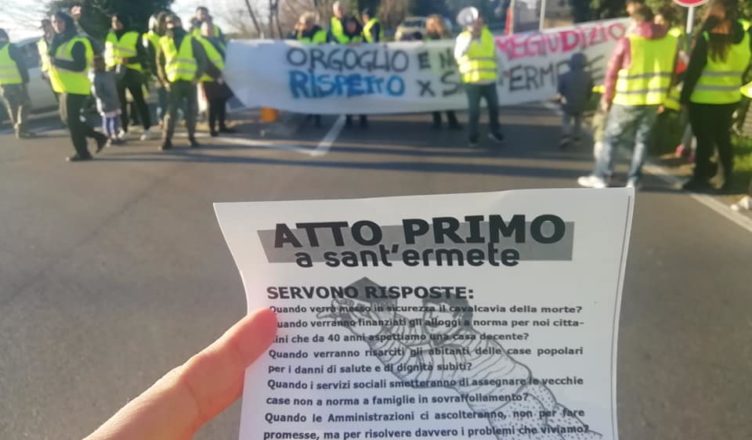 ORGOGLIO E
REGIUDIZIO
RISPETTO X S ERMETE
ATTO PRIMO
a sant'ermete
SERVONO RISPOSTE:
Quando verrà messo in sicurezza il cavalcavia della morte?
Quando verranno finanziati gli alloggi a norma per noi citta-
dini che da 40 anni aspettiamo una casa decente?
Quando verranno risarciti gli abitanti delle case popolari
per i danni di salute e di dignità subiti?
Quando i servizi sociali smetteranno di assegnare le vecchie
case non a norma a famiglie in sovraffollamento?
Quando le Amministrazioni ci ascolteranno, non per fare
promesse, ma per risolvere davvero i problemi che viviamo?